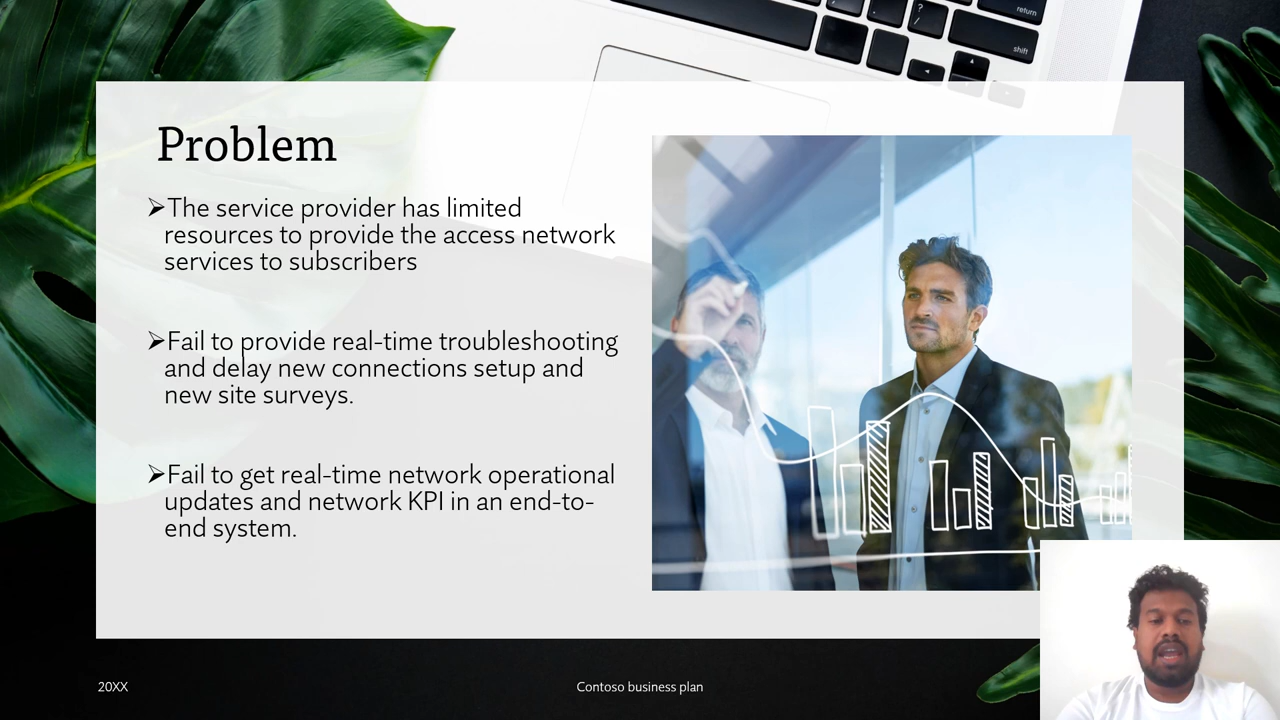 return
?
/
shift
Problem
➢The service provider has limited
resources to provide the access network
services to subscribers
➢Fail to provide real-time troubleshooting
and delay new connections setup and
new site surveys.
➢Fail to get real-time network operational
updates and network KPI in an end-to-
end system.
20XX
Contoso business plan